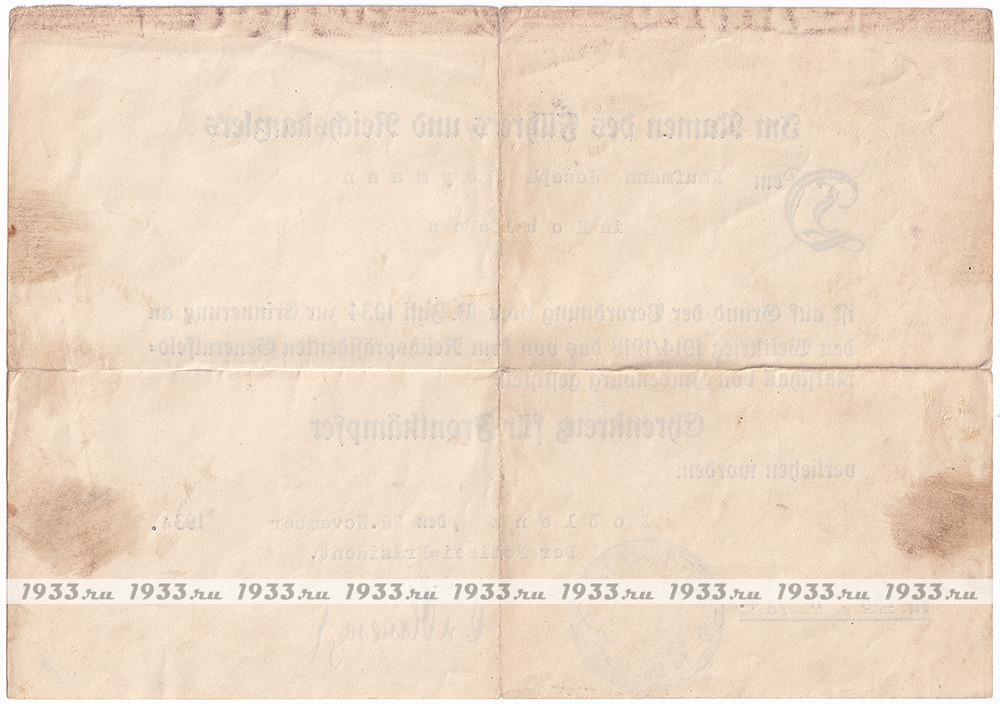 Im Namen des Führers und Reichskanzlers
Dem Kaufmann Joseph
in Koblenz
ist auf Grund der Verordnung vom 13. Juli 1934 zur Erinnerung an
den Weltkrieg 1914/1918 das von dem Reichspräsidenten Generalfeld-
marschall von Hindenburg gestiftete
Ehrenkreuz für Frontkämpfer
verliehen worden.
Koblenz, den 26. November 1934.
Der Polizei=Präsident.
1933.ru 1933.ru 1933.ru 1933.ru 1933.ru 1933.ru 1933.ru 1933.ru 1933.ru